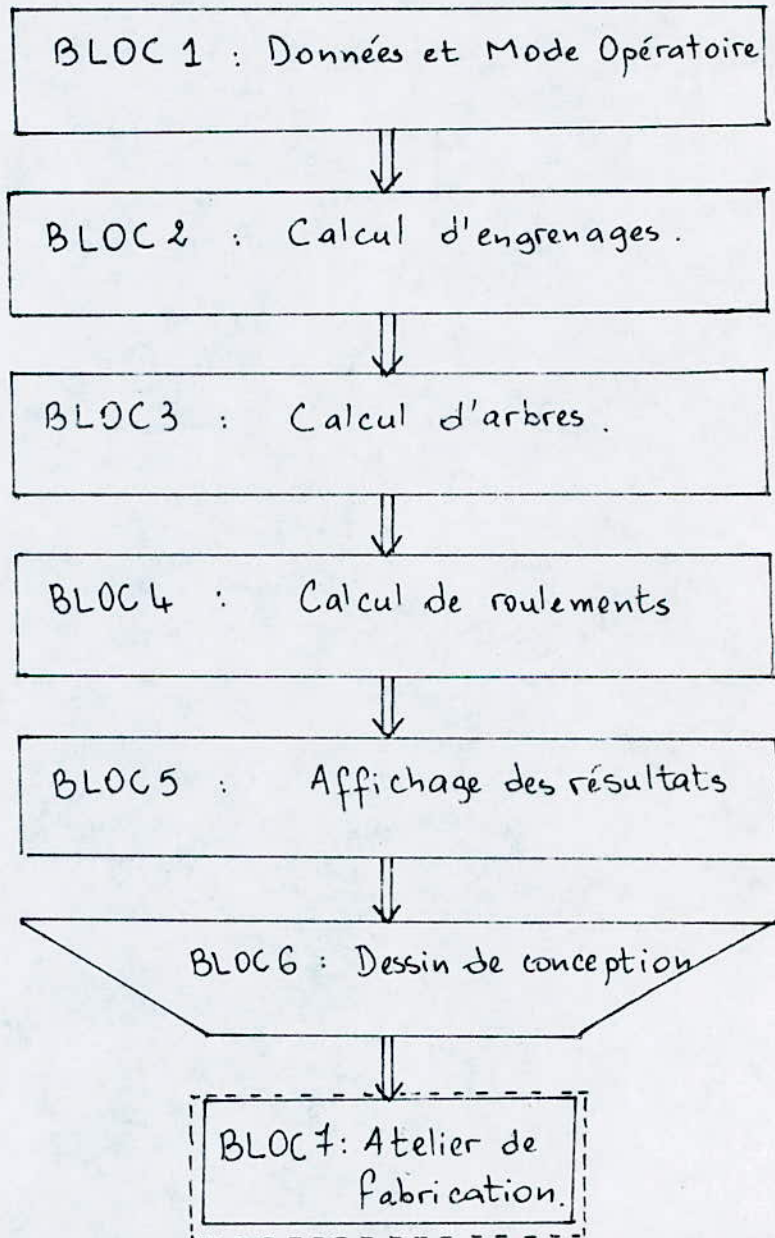 BLOC 1 : Données et Mode Opératoire
BLOC 2 : Calcul d'engrenages.
BLOC 3 : Calcul d'arbres.
BLOC 4 : Calcul de roulements
BLOC 5 : Affichage des résultats
BLOC 6 : Dessin de conception
BLOC 7 : Atelier de
fabrication.